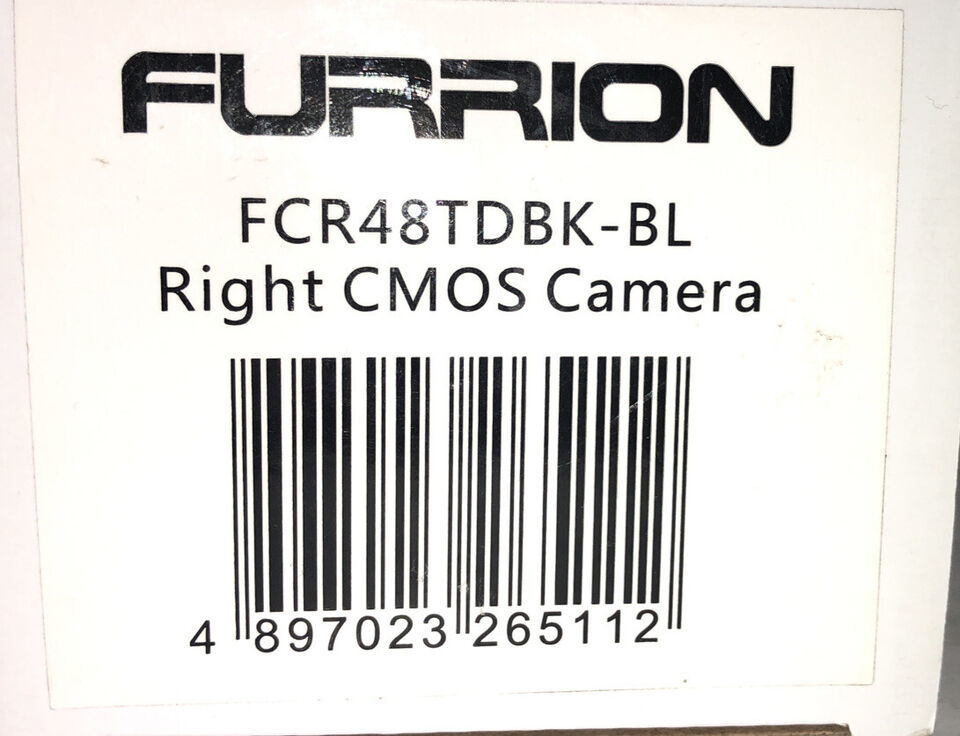 FURRION
FCR48TDBK-BL
Right CMOS Camera
4 897023 265112